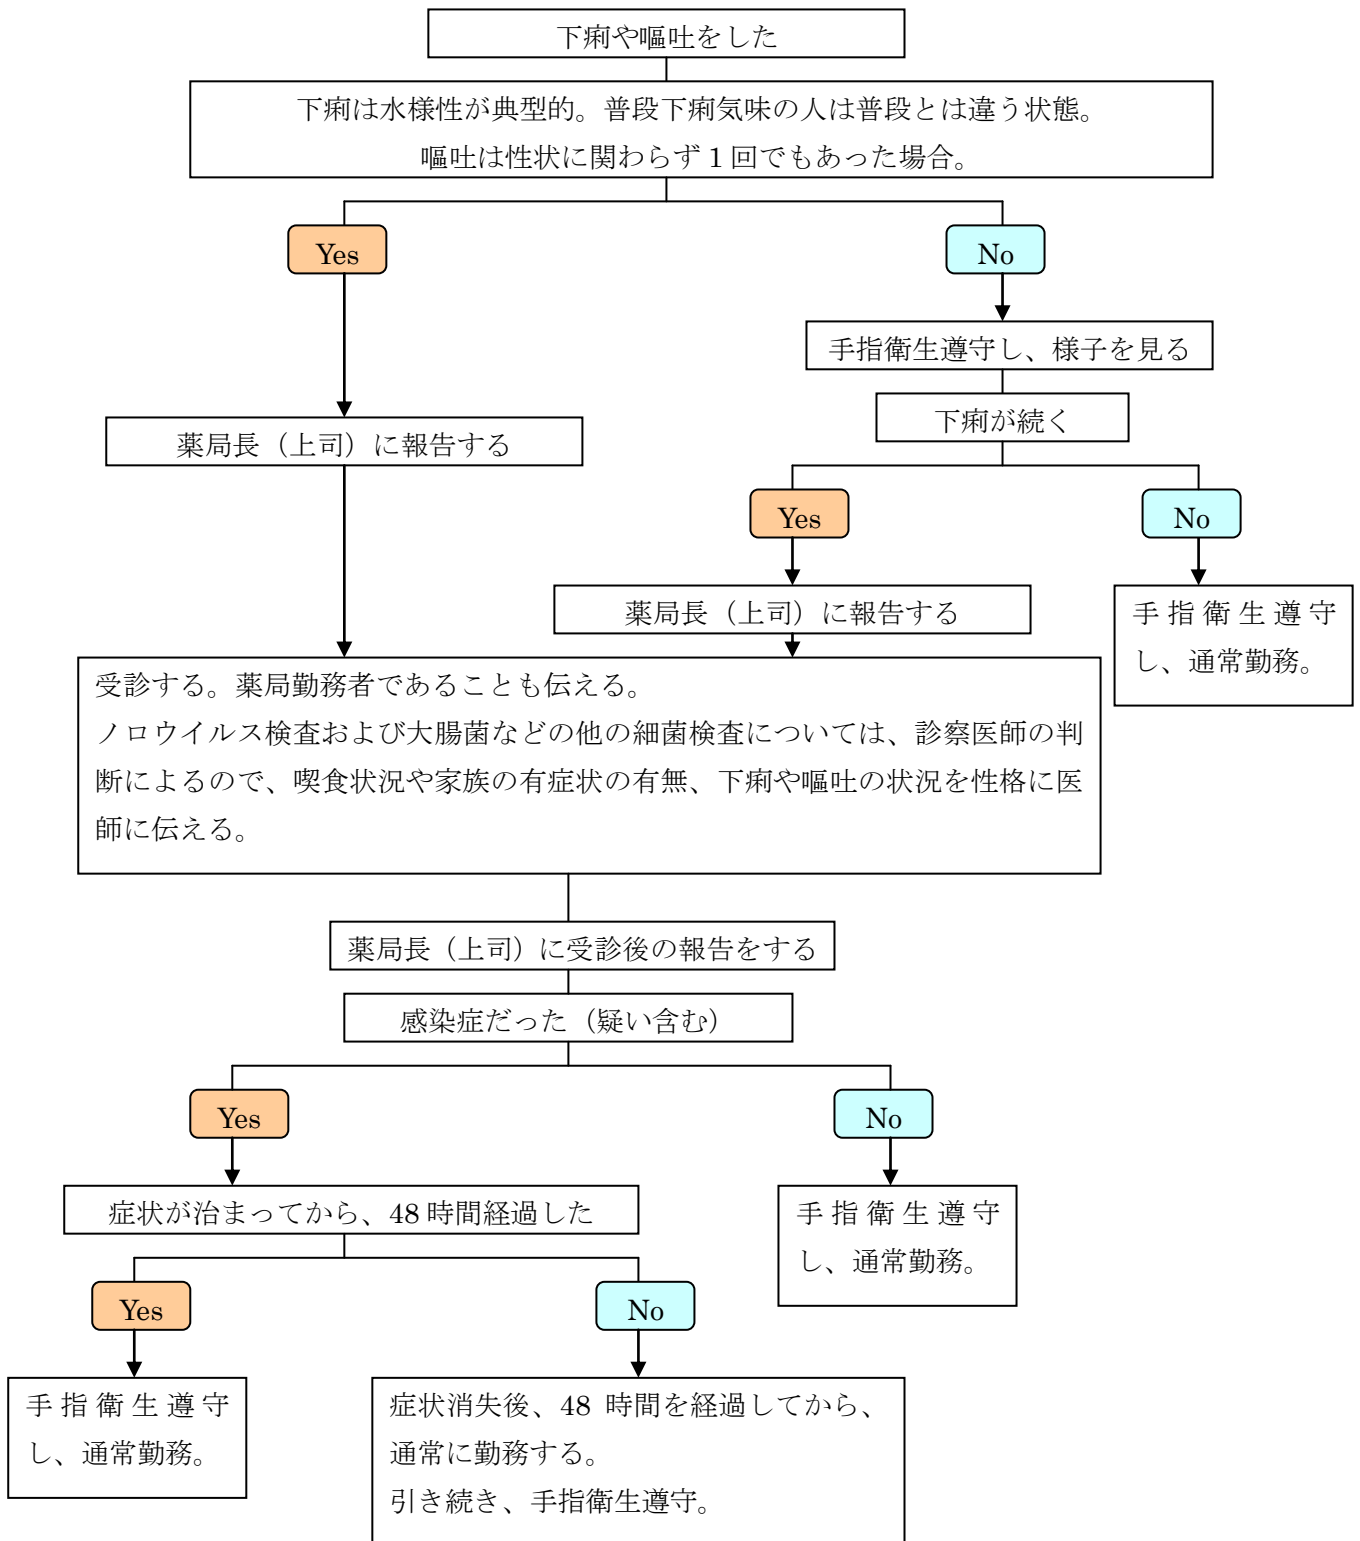 下痢や嘔吐をした
下痢は水様性が典型的。普段下痢気味の人は普段とは違う状態。
嘔吐は性状に関わらず1回でもあった場合。
Yes
No
手指衛生遵守し、様子を見る
薬局長（上司）に報告する
下痢が続く
Yes
No
薬局長（上司）に報告する
手指衛生遵守
し、通常勤務。
受診する。薬局勤務者であることも伝える。
ノロウイルス検査および大腸菌などの他の細菌検査については、診察医師の判
断によるので、喫食状況や家族の有症状の有無、下痢や嘔吐の状況を性格に医
師に伝える。
薬局長（上司）に受診後の報告をする
感染症だった（疑い含む）
Yes
No
症状が治まってから、48時間経過した
手指衛生遵守
し、通常勤務。
Yes
No
手指衛生遵守
し、通常勤務。
症状消失後、48 時間を経過してから、
通常に勤務する。
引き続き、手指衛生遵守。